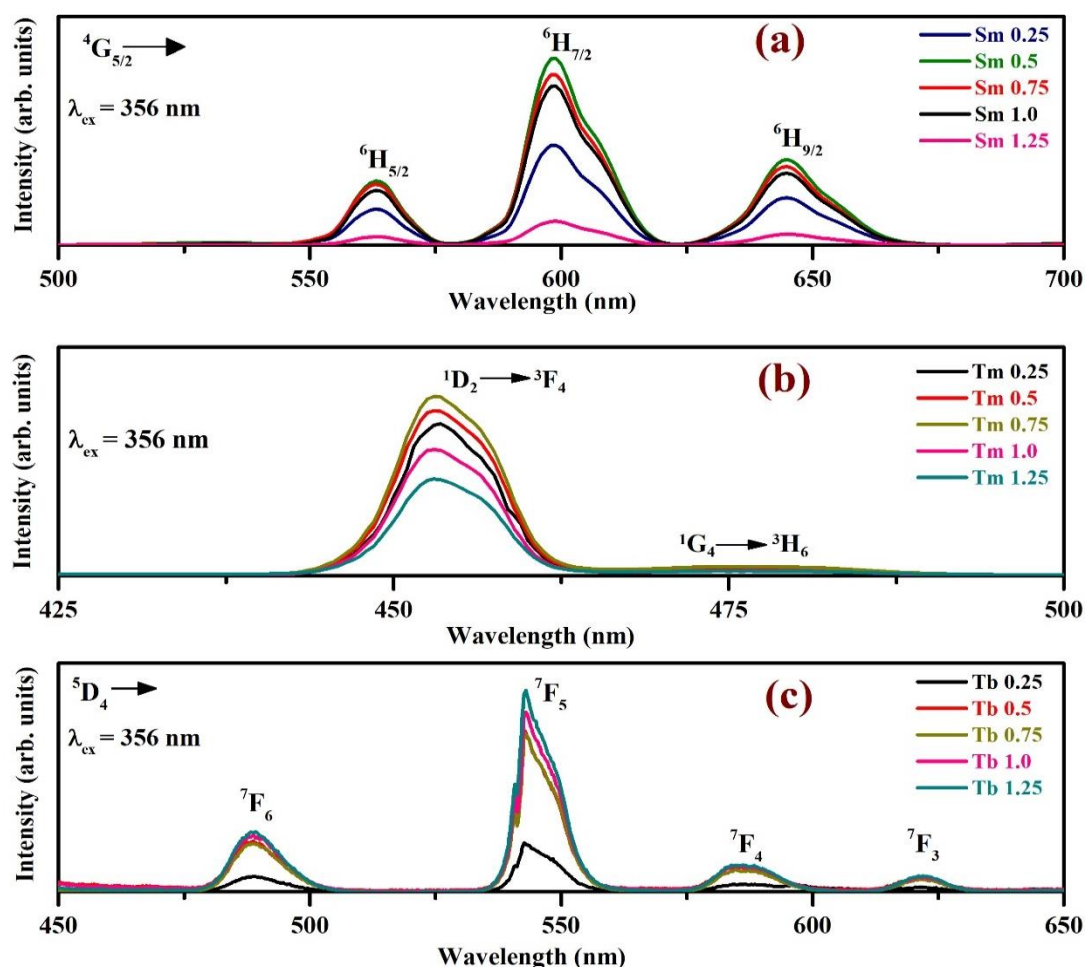 Intensity (arb. units)
⁴G₅/₂ →
λex = 356 nm
⁶H₅/₂
⁶H₇/₂
⁶H₉/₂
(a)
Sm 0.25
Sm 0.5
Sm 0.75
Sm 1.0
Sm 1.25
500 550 600 650 700
Wavelength (nm)
Intensity (arb. units)
λex = 356 nm
¹D₂ → ³F₄
¹G₄ → ³H₆
(b)
Tm 0.25
Tm 0.5
Tm 0.75
Tm 1.0
Tm 1.25
425 450 475 500
Wavelength (nm)
Intensity (arb. units)
⁵D₄ →
λex = 356 nm
⁷F₆
⁷F₅
⁷F₄
⁷F₃
(c)
Tb 0.25
Tb 0.5
Tb 0.75
Tb 1.0
Tb 1.25
450 500 550 600 650
Wavelength (nm)